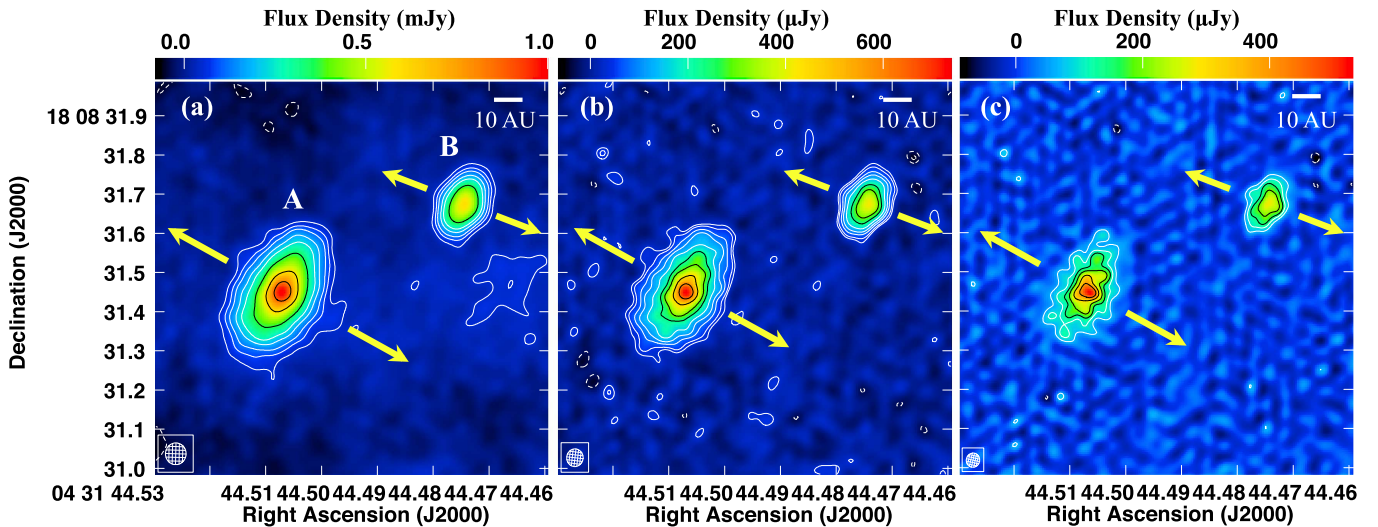 Flux Density (mJy) Flux Density (μJy) Flux Density (μJy)
0.0 0.5 1.0 0 200 400 600 0 200 400
(a) 10 AU (b) 10 AU (c) 10 AU
18 08 31.9
31.8
B
31.7
A
31.6
31.5
31.4
31.3
31.2
31.1
31.0
04 31 44.53 44.51 44.50 44.49 44.48 44.47 44.46 44.51 44.50 44.49 44.48 44.47 44.46 44.51 44.50 44.49 44.48 44.47 44.46
Right Ascension (J2000) Right Ascension (J2000) Right Ascension (J2000)
Declination (J2000)